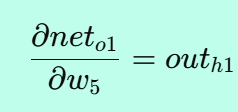 ∂net_{o1}/∂w_5 = out_{h1}